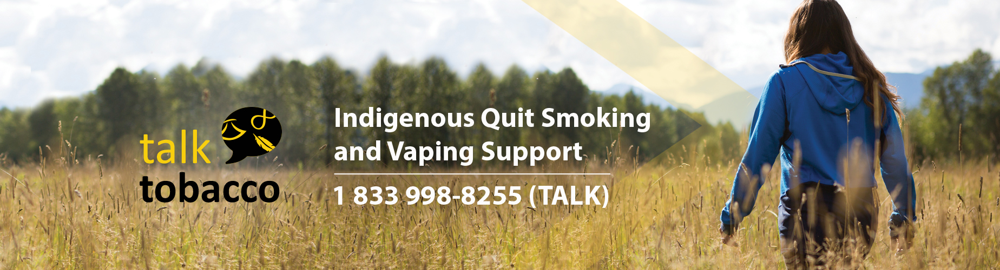 talk
tobacco
Indigenous Quit Smoking
and Vaping Support
1 833 998-8255 (TALK)